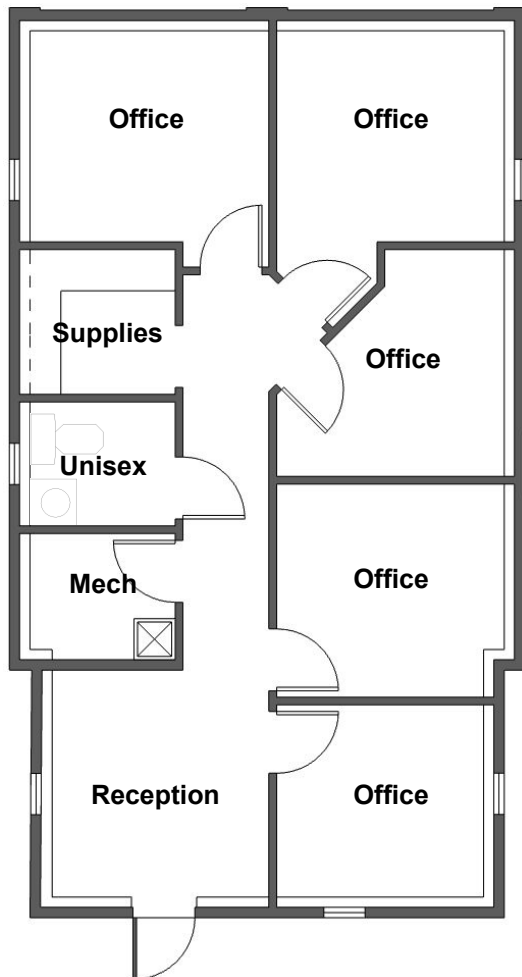 Office
Office
Supplies
Office
Unisex
Mech
Office
Reception
Office